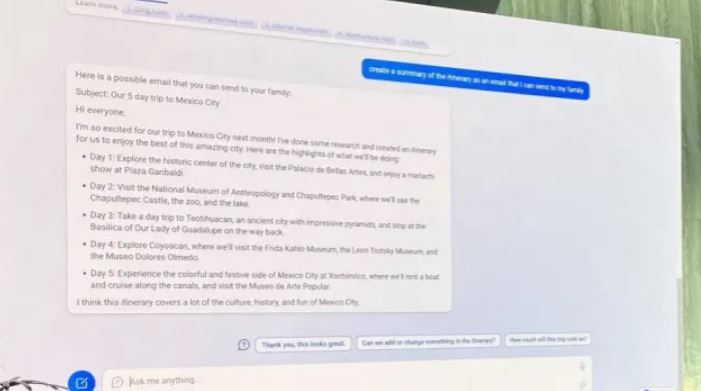 Learn more:
create a summary of the itinerary as an email that I can send to my family
Here is a possible email that you can send to your family:
Subject: Our 5 day trip to Mexico City
Hi everyone,
I'm so excited for our trip to Mexico City next month! I've done some research and created an itinerary
for us to enjoy the best of this amazing city. Here are the highlights of what we'll be doing:
• Day 1: Explore the historic center of the city, visit the Palacio de Bellas Artes, and enjoy a mariachi
show at Plaza Garibaldi.
• Day 2: Visit the National Museum of Anthropology and Chapultepec Park, where we'll see the
Chapultepec Castle, the zoo, and the lake.
• Day 3: Take a day trip to Teotihuacan, an ancient city with impressive pyramids, and stop at the
Basilica of Our Lady of Guadalupe on the way back.
• Day 4: Explore Coyoacan, where we'll visit the Frida Kahlo Museum, the Leon Trotsky Museum, and
the Museo Dolores Olmedo.
• Day 5: Experience the colorful and festive side of Mexico City at Xochimilco, where we'll rent a boat
and cruise along the canals, and visit the Museo de Arte Popular.
I think this itinerary covers a lot of the culture, history, and fun of Mexico City.
Thank you, this looks great.
Can we add or change something in the itinerary?
How much will this trip cost us?
Ask me anything...